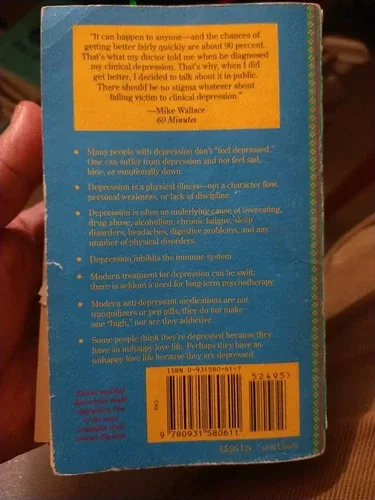 "It can happen to anyone—and the chances of
getting better fairly quickly are about 90 percent.
That's what my doctor told me when he diagnosed
my clinical depression. That's why, when I did
get better, I decided to talk about it in public.
There should be no stigma whatever about
falling victim to clinical depression."
—Mike Wallace
60 Minutes
• Many people with depression don't "feel depressed."
One can suffer from depression and not feel sad,
blue, or emotionally down.
• Depression is a physical illness—not a character flaw,
personal weakness, or lack of discipline.
• Depression is often an underlying cause of overeating,
drug abuse, alcoholism, chronic fatigue, sleep
disorders, headaches, digestive problems, and any
number of physical disorders.
• Depression inhibits the immune system.
• Modern treatment for depression can be swift;
there is seldom a need for long-term psychotherapy.
• Modern anti-depressant medications are not
tranquilizers or pep pills; they do not make
one "high," nor are they addictive.
• Some people think they're depressed because they
have an unhappy love life. Perhaps they have an
unhappy love life because they are depressed.
ISBN 0-931580-61-7
52495>
9 780931 580611